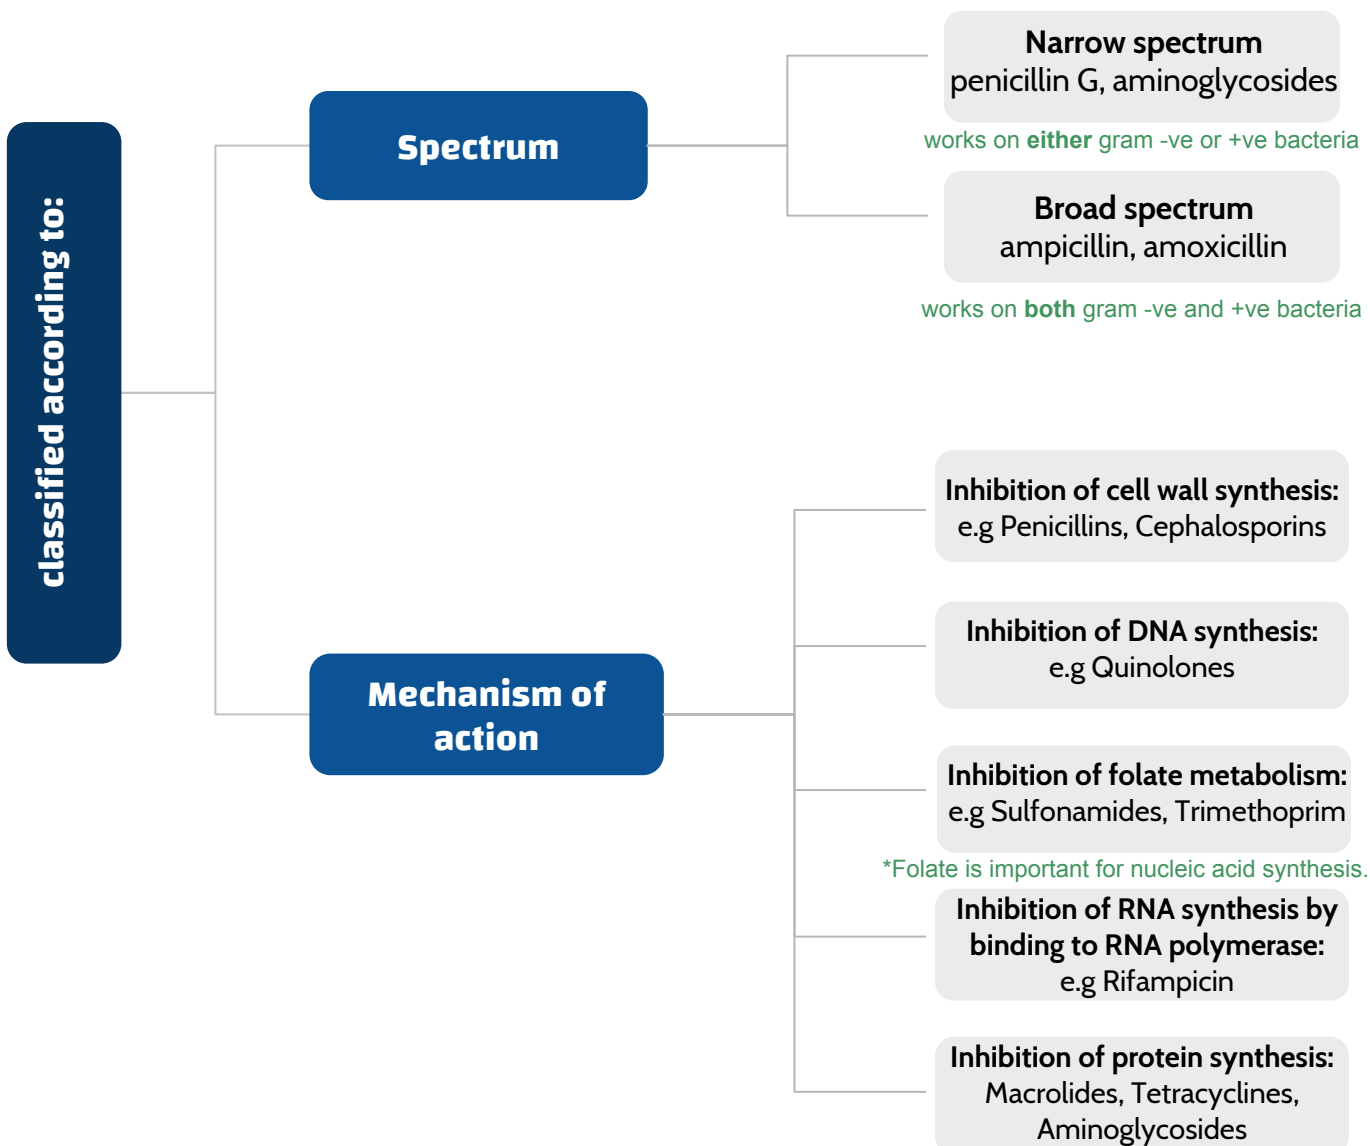 classified according to:
Spectrum
Narrow spectrum
penicillin G, aminoglycosides
works on either gram -ve or +ve bacteria
Broad spectrum
ampicillin, amoxicillin
works on both gram -ve and +ve bacteria
Mechanism of
action
Inhibition of cell wall synthesis:
e.g Penicillins, Cephalosporins
Inhibition of DNA synthesis:
e.g Quinolones
Inhibition of folate metabolism:
e.g Sulfonamides, Trimethoprim
*Folate is important for nucleic acid synthesis.
Inhibition of RNA synthesis by
binding to RNA polymerase:
e.g Rifampicin
Inhibition of protein synthesis:
Macrolides, Tetracyclines,
Aminoglycosides